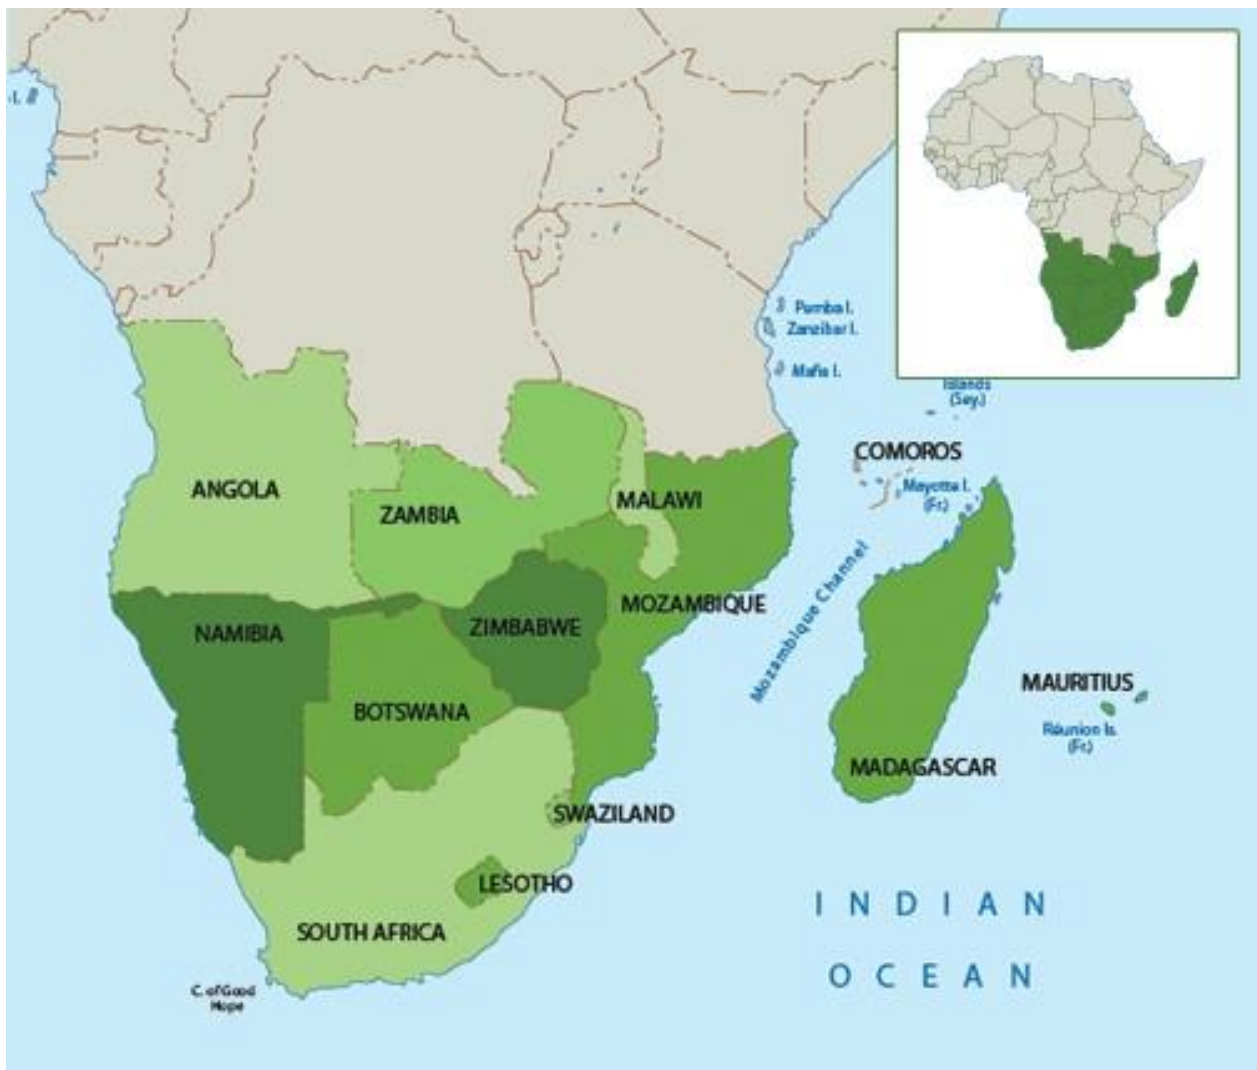 I.
Pumba I.
Zanzibar I.
Mafia I.
Islands
(Sey.)
COMOROS
Mayotte I.
(Fr.)
ANGOLA
ZAMBIA
MALAWI
Mozambique Channel
MOZAMBIQUE
NAMIBIA
ZIMBABWE
MAURITIUS
BOTSWANA
Réunion Is.
(Fr.)
MADAGASCAR
SWAZILAND
LESOTHO
SOUTH AFRICA
INDIAN
OCEAN
C. of Good
Hope